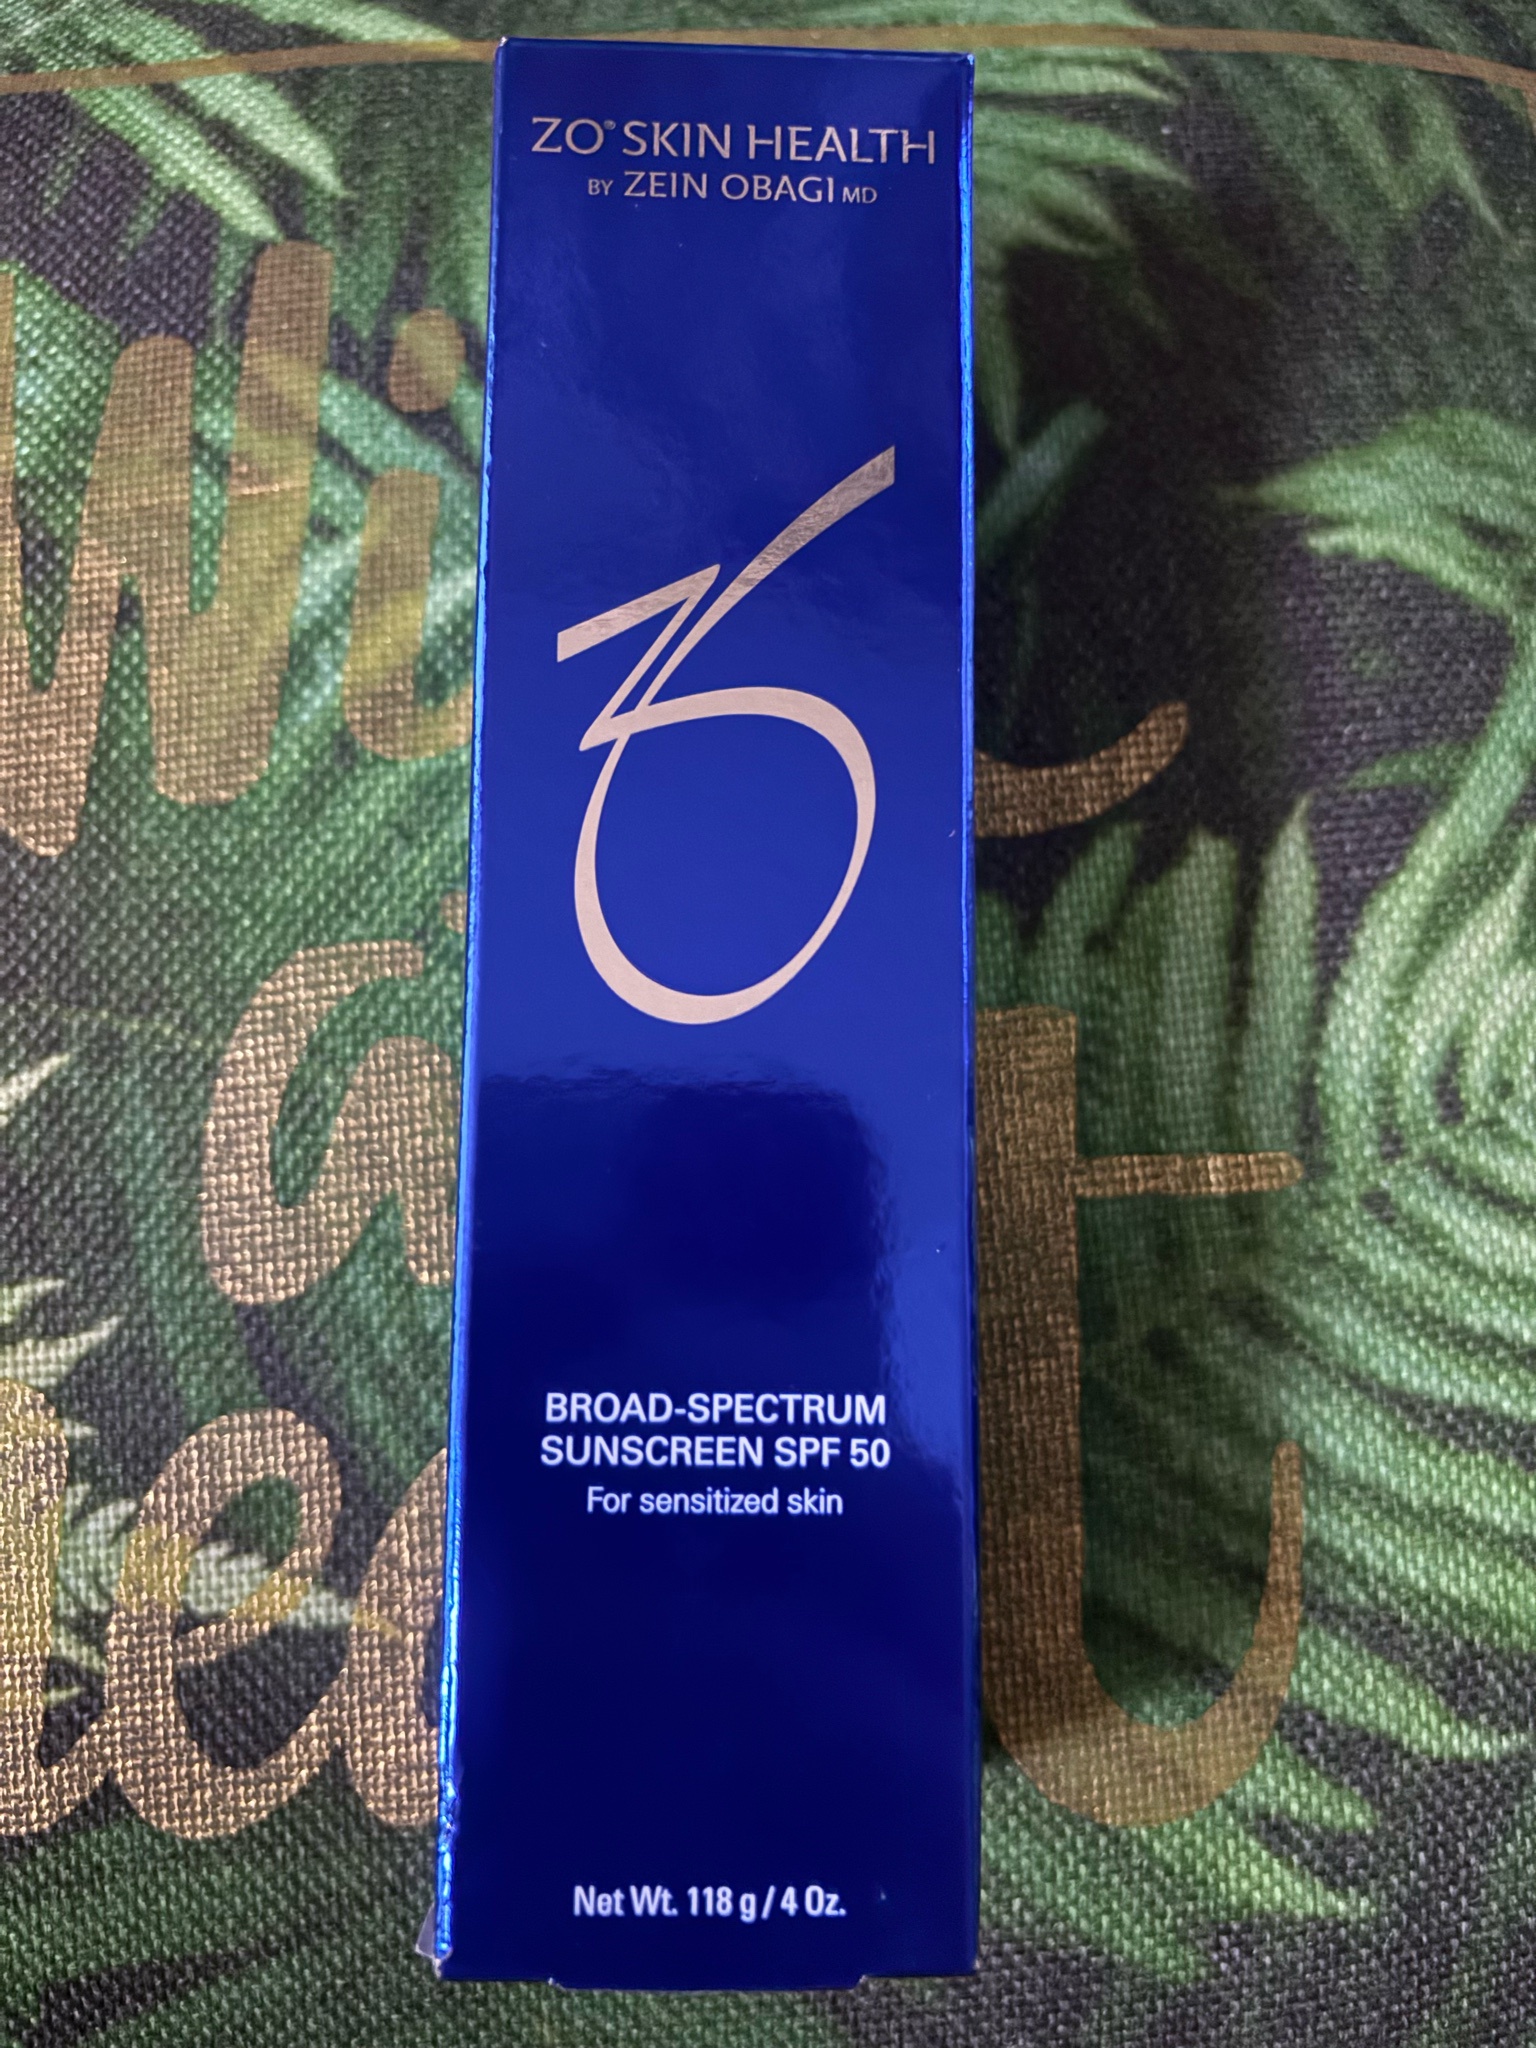 ZO® SKIN HEALTH
BY ZEIN OBAGI MD
BROAD-SPECTRUM
SUNSCREEN SPF 50
For sensitized skin
Net Wt. 118 g / 4 Oz.